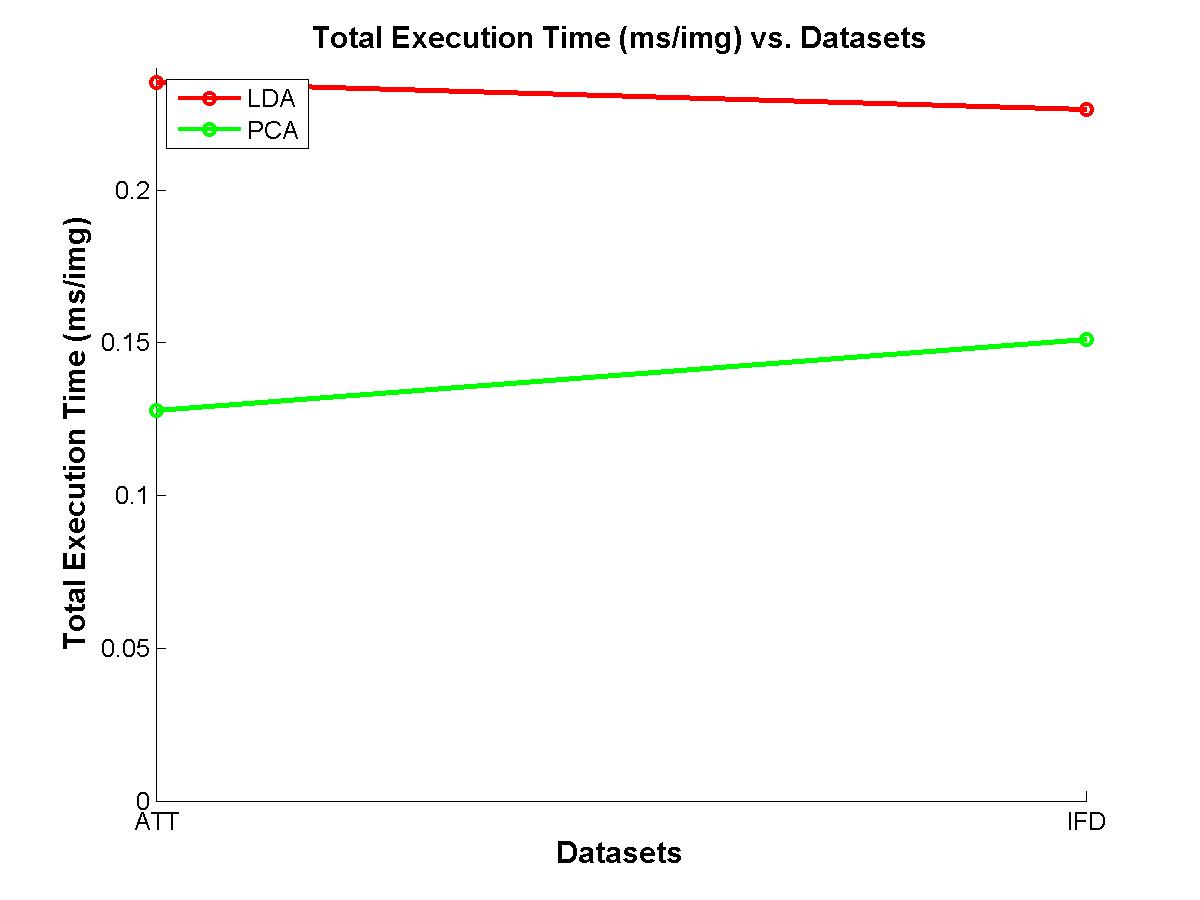 Total Execution Time (ms/img) vs. Datasets
LDA
PCA
Total Execution Time (ms/img)
0.2
0.15
0.1
0.05
0
ATT
IFD
Datasets